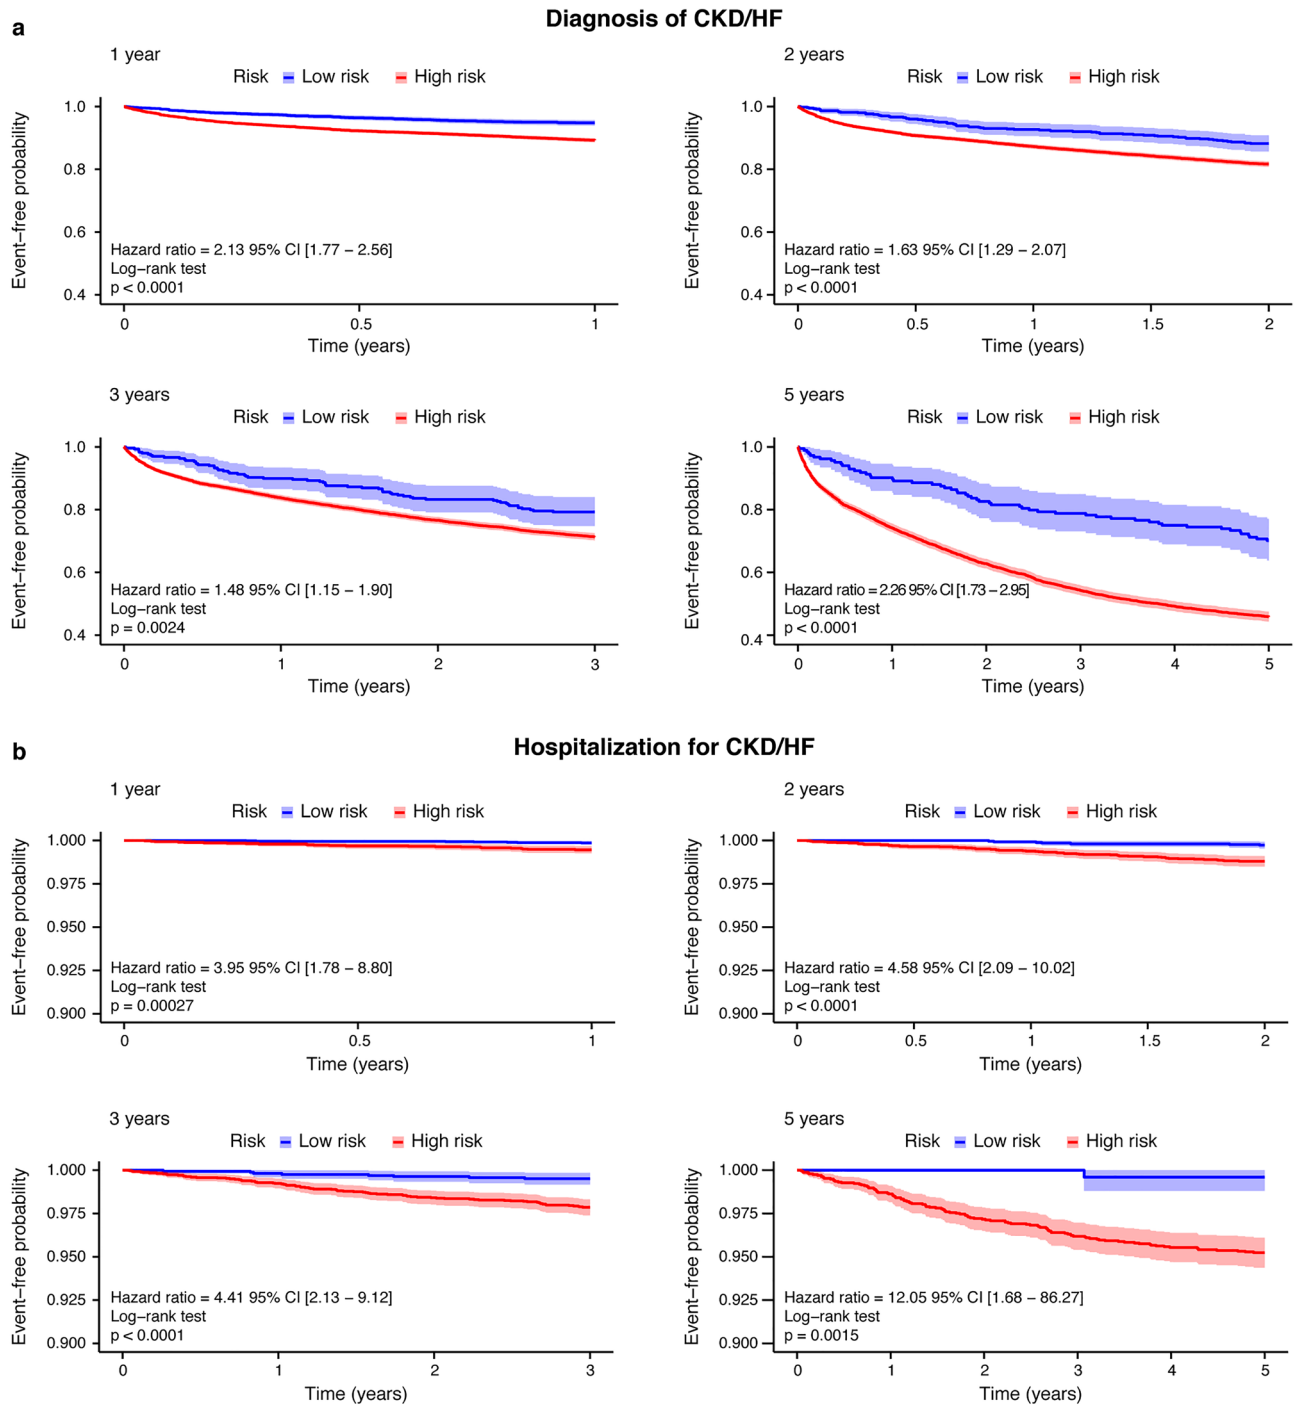 a
Diagnosis of CKD/HF
1 year
Risk Low risk High risk
Event–free probability
1.0
0.8
0.6
0.4
Hazard ratio = 2.13 95% CI [1.77 – 2.56]
Log–rank test
p < 0.0001
0 0.5 1
Time (years)
2 years
Risk Low risk High risk
Event–free probability
1.0
0.8
0.6
0.4
Hazard ratio = 1.63 95% CI [1.29 – 2.07]
Log–rank test
p < 0.0001
0 0.5 1 1.5 2
Time (years)
3 years
Risk Low risk High risk
Event–free probability
1.0
0.8
0.6
0.4
Hazard ratio = 1.48 95% CI [1.15 – 1.90]
Log–rank test
p = 0.0024
0 1 2 3
Time (years)
5 years
Risk Low risk High risk
Event–free probability
1.0
0.8
0.6
0.4
Hazard ratio = 2.26 95% CI [1.73 – 2.95]
Log–rank test
p < 0.0001
0 1 2 3 4 5
Time (years)
b
Hospitalization for CKD/HF
1 year
Risk Low risk High risk
Event–free probability
1.000
0.975
0.950
0.925
0.900
Hazard ratio = 3.95 95% CI [1.78 – 8.80]
Log–rank test
p = 0.00027
0 0.5 1
Time (years)
2 years
Risk Low risk High risk
Event–free probability
1.000
0.975
0.950
0.925
0.900
Hazard ratio = 4.58 95% CI [2.09 – 10.02]
Log–rank test
p < 0.0001
0 0.5 1 1.5 2
Time (years)
3 years
Risk Low risk High risk
Event–free probability
1.000
0.975
0.950
0.925
0.900
Hazard ratio = 4.41 95% CI [2.13 – 9.12]
Log–rank test
p < 0.0001
0 1 2 3
Time (years)
5 years
Risk Low risk High risk
Event–free probability
1.000
0.975
0.950
0.925
0.900
Hazard ratio = 12.05 95% CI [1.68 – 86.27]
Log–rank test
p = 0.0015
0 1 2 3 4 5
Time (years)